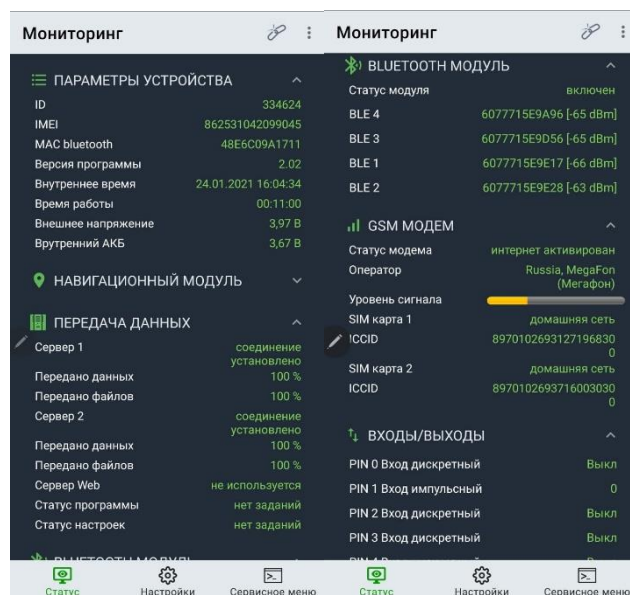 Мониторинг
ПАРАМЕТРЫ УСТРОЙСТВА
ID 334624
IMEI 862531042099045
MAC bluetooth 48E6C09A1711
Версия программы 2.02
Внутреннее время 24.01.2021 16:04:34
Время работы 00:11:00
Внешнее напряжение 3,97 В
Врутренний АКБ 3,67 В
НАВИГАЦИОННЫЙ МОДУЛЬ
ПЕРЕДАЧА ДАННЫХ
Сервер 1 соединение
установлено
Передано данных 100 %
Передано файлов 100 %
Сервер 2 соединение
установлено
Передано данных 100 %
Передано файлов 100 %
Сервер Web не используется
Статус программы нет заданий
Статус настроек нет заданий
BLUETOOTH МОДУЛЬ
Статус Настройки Сервисное меню
Мониторинг
BLUETOOTH МОДУЛЬ
Статус модуля включен
BLE 4 6077715E9A96 [-65 dBm]
BLE 3 6077715E9D56 [-65 dBm]
BLE 1 6077715E9E17 [-66 dBm]
BLE 2 6077715E9E28 [-63 dBm]
GSM МОДЕМ
Статус модема интернет активирован
Оператор Russia, MegaFon
(Мегафон)
Уровень сигнала
SIM карта 1 домашняя сеть
ICCID 8970102693127196830
0
SIM карта 2 домашняя сеть
ICCID 8970102693716003030
0
ВХОДЫ/ВЫХОДЫ
PIN 0 Вход дискретный Выкл
PIN 1 Вход импульсный 0
PIN 2 Вход дискретный Выкл
PIN 3 Вход дискретный Выкл
Статус Настройки Сервисное меню